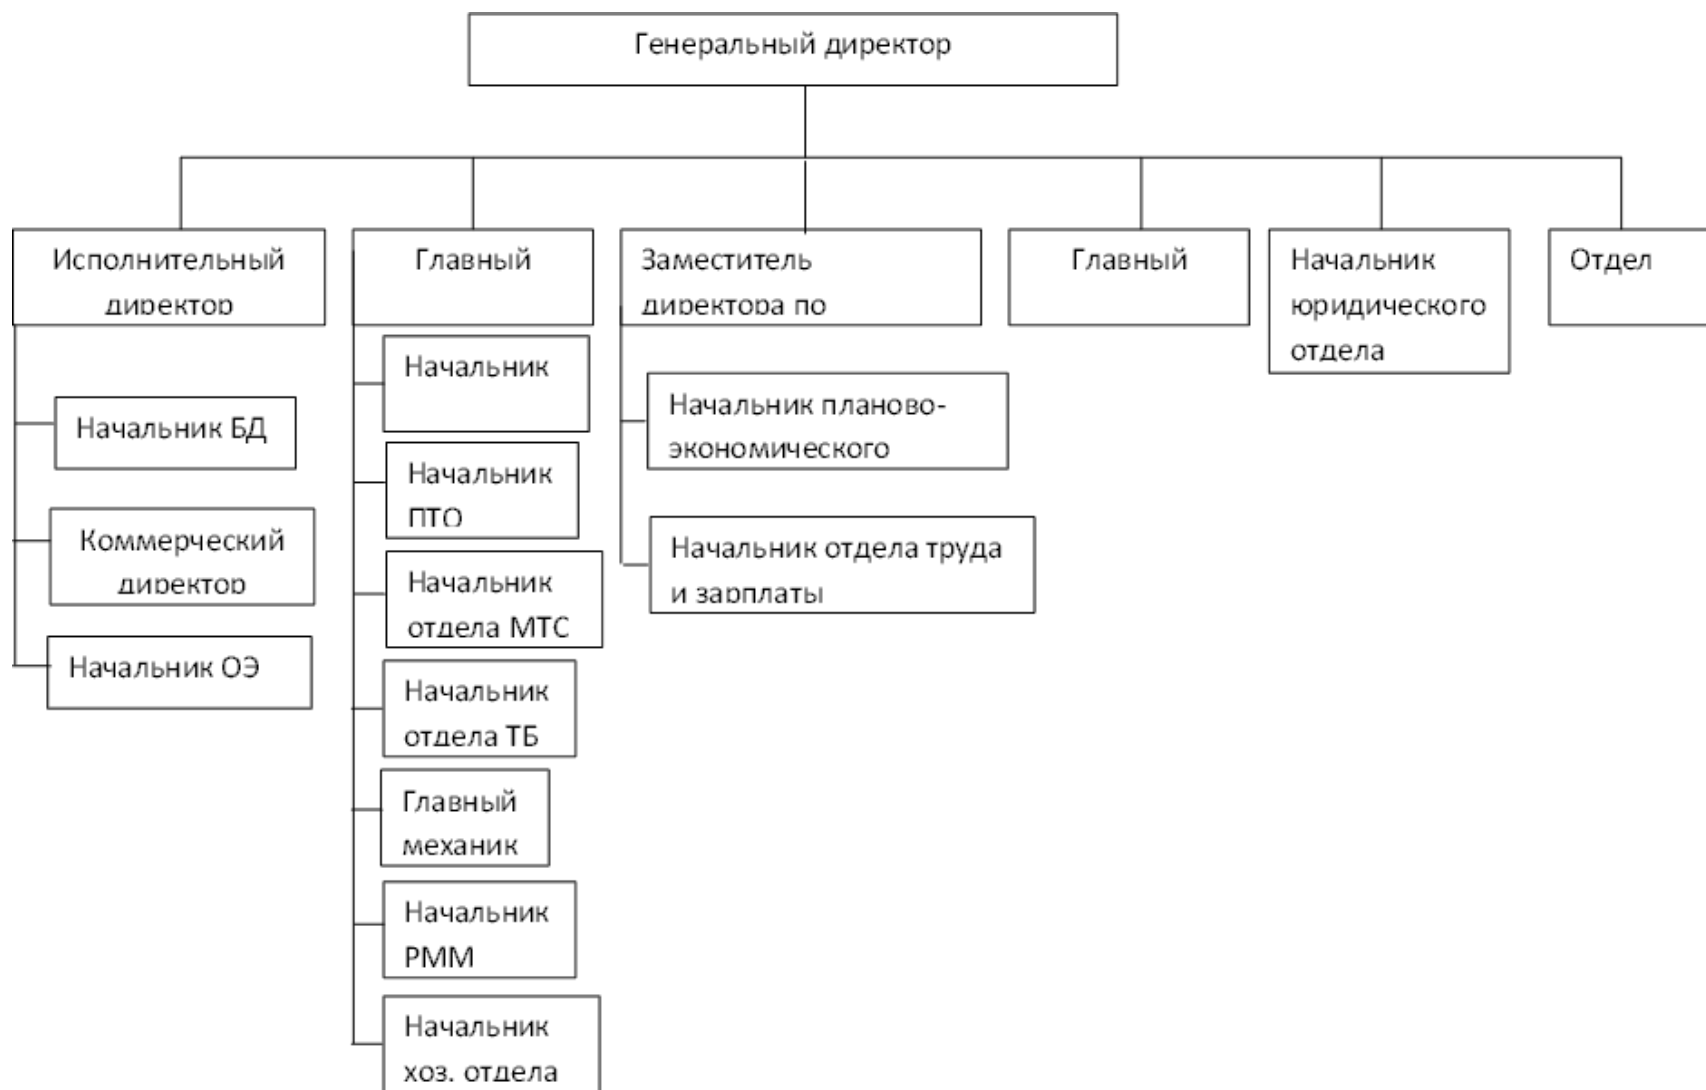 Генеральный директор
Исполнительный
директор
Главный
Заместитель
директора по
Главный
Начальник
юридического
отдела
Отдел
Начальник БД
Коммерческий
директор
Начальник ОЭ
Начальник
Начальник
ПТО
Начальник
отдела МТС
Начальник
отдела ТБ
Главный
механик
Начальник
РММ
Начальник
хоз. отдела
Начальник планово-
экономического
Начальник отдела труда
и зарплаты